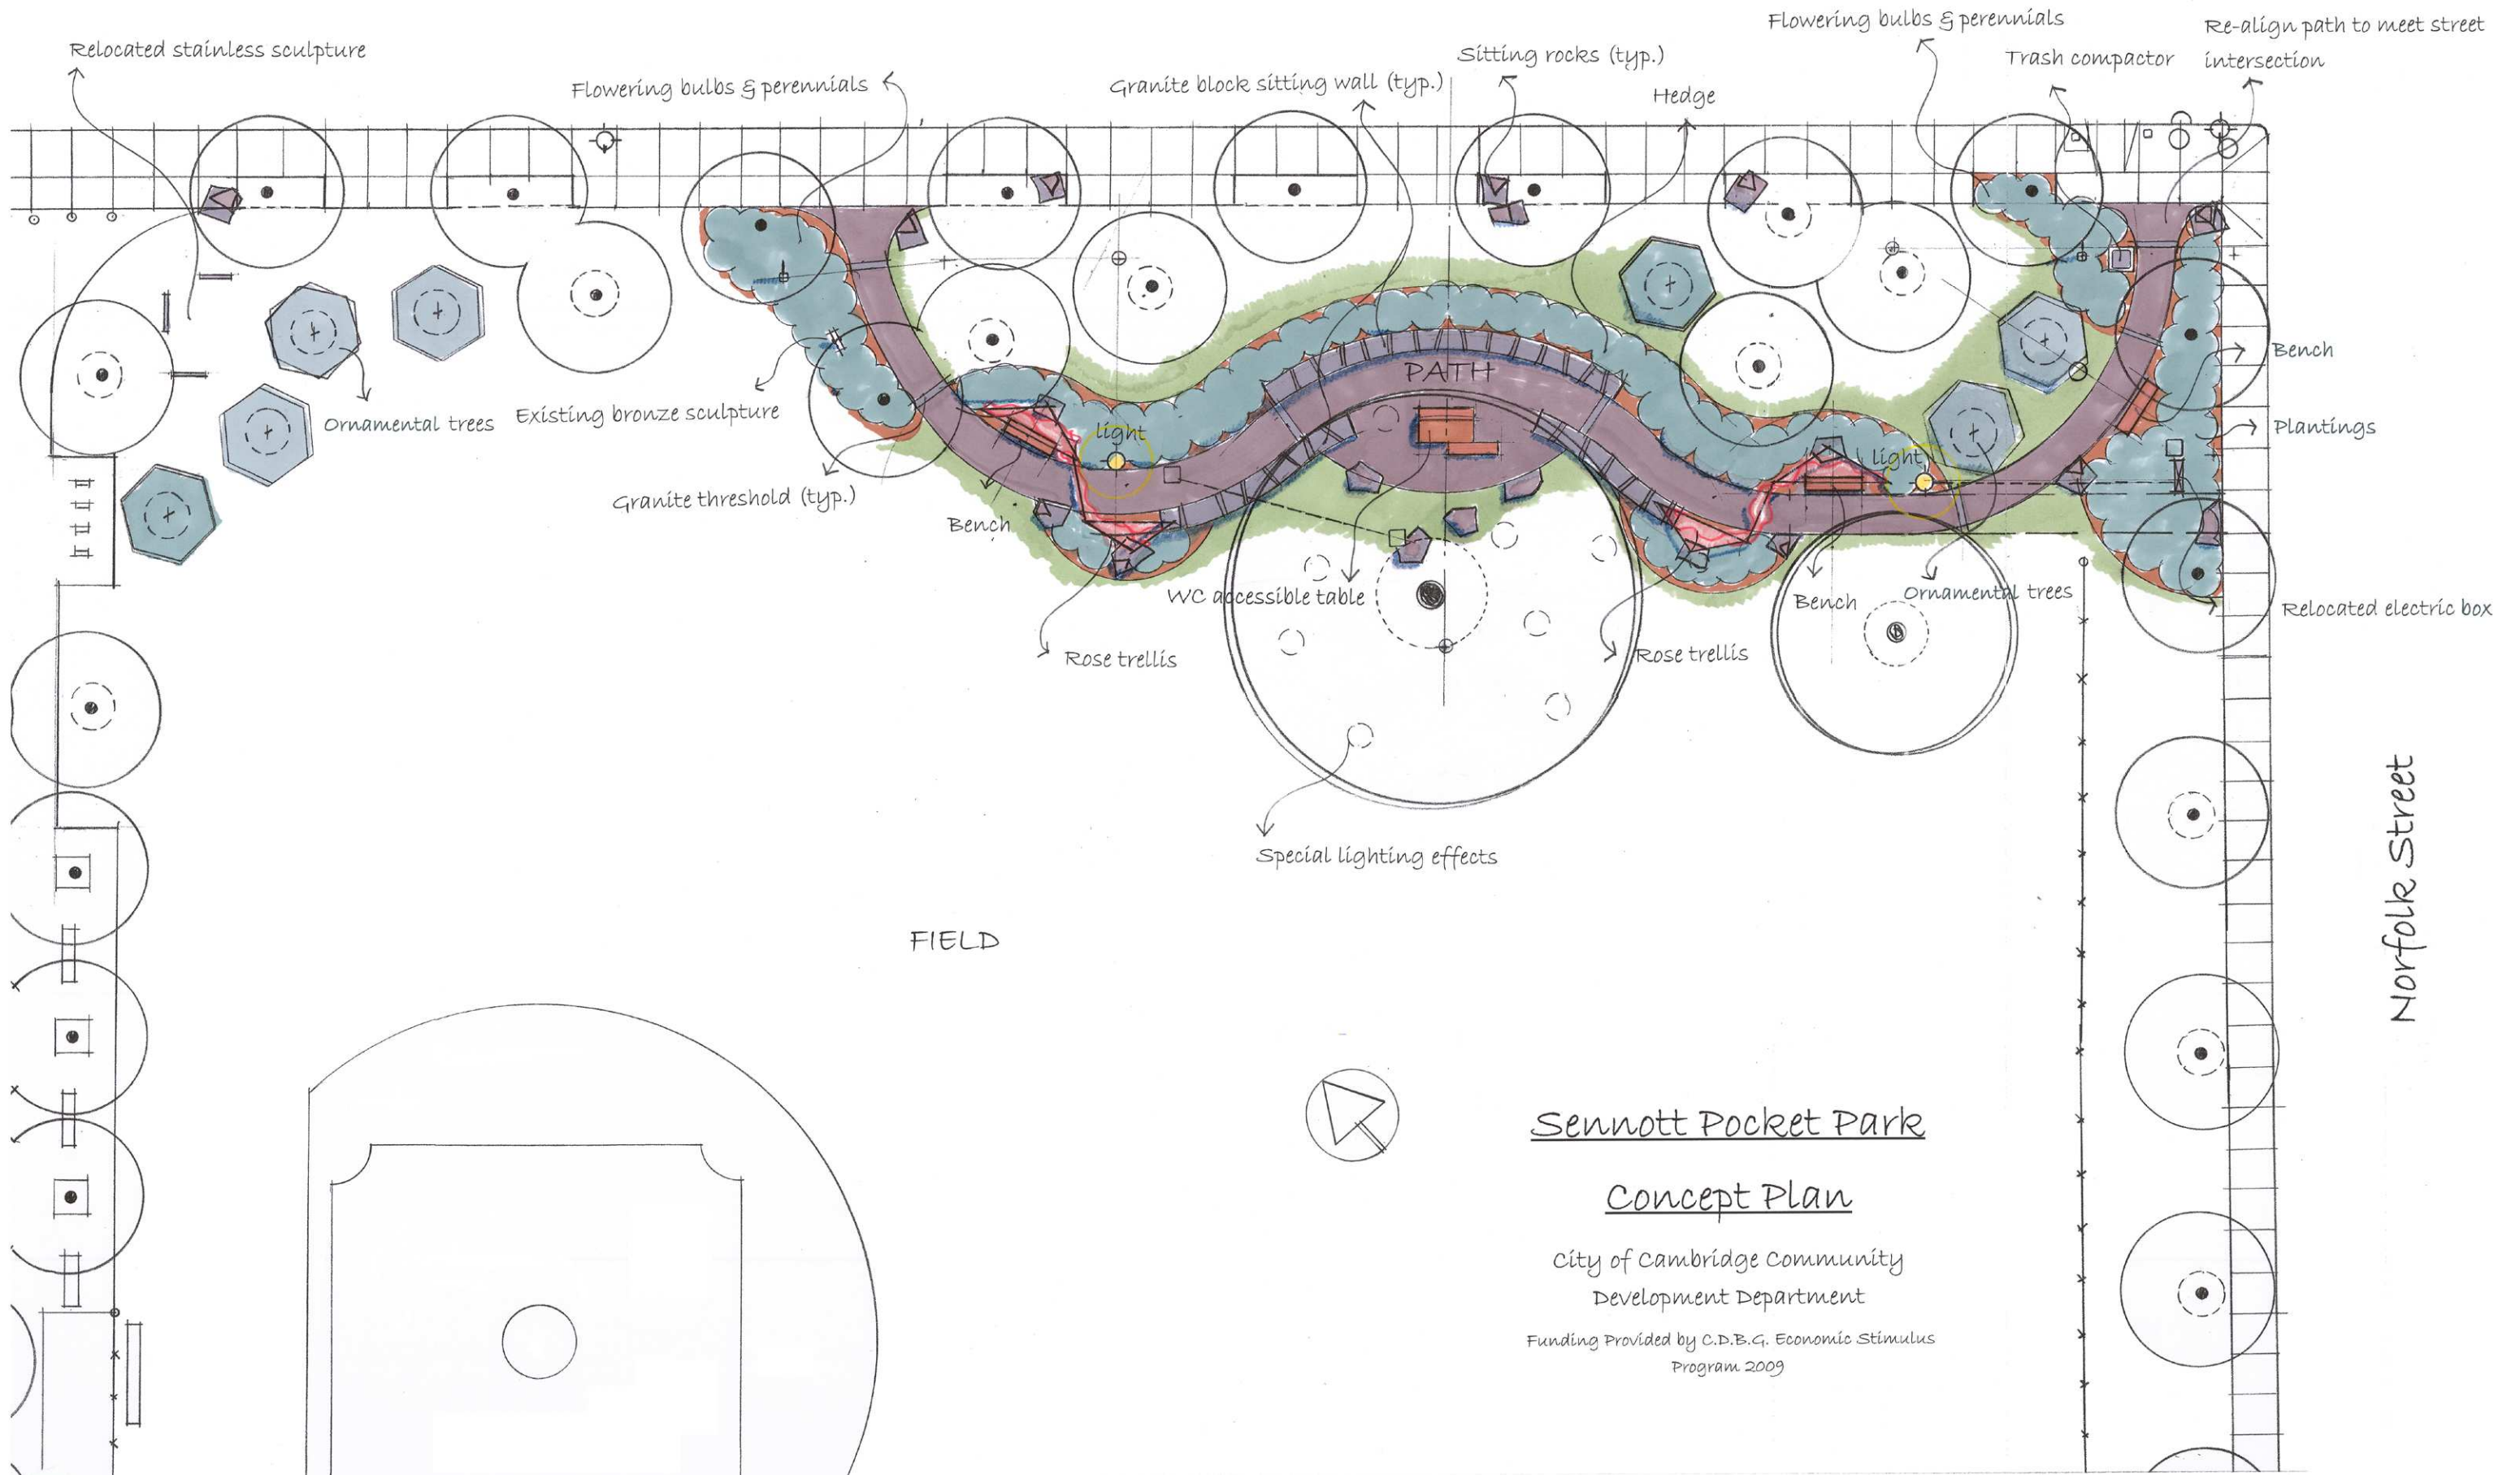 Flowering bulbs & perennials
Re-align path to meet street
intersection
Relocated stainless sculpture
Sitting rocks (typ.)
Trash compactor
Flowering bulbs & perennials
Granite block sitting wall (typ.)
Hedge
Bench
PATH
Existing bronze sculpture
Ornamental trees
Plantings
light
light
Granite threshold (typ.)
Bench
WC accessible table
Bench
Ornamental trees
Relocated electric box
Rose trellis
Rose trellis
Special lighting effects
Norfolk Street
FIELD
Sennott Pocket Park
Concept Plan
City of Cambridge Community
Development Department
Funding Provided by C.D.B.G. Economic Stimulus
Program 2009